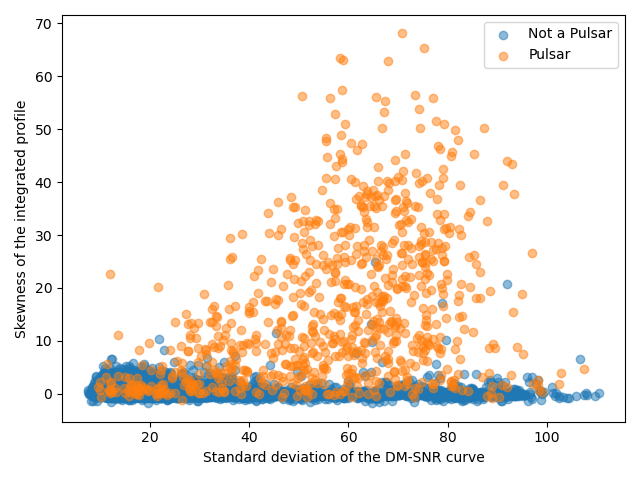 Not a Pulsar
Pulsar
Skewness of the integrated profile
70
60
50
40
30
20
10
0
20 40 60 80 100
Standard deviation of the DM-SNR curve